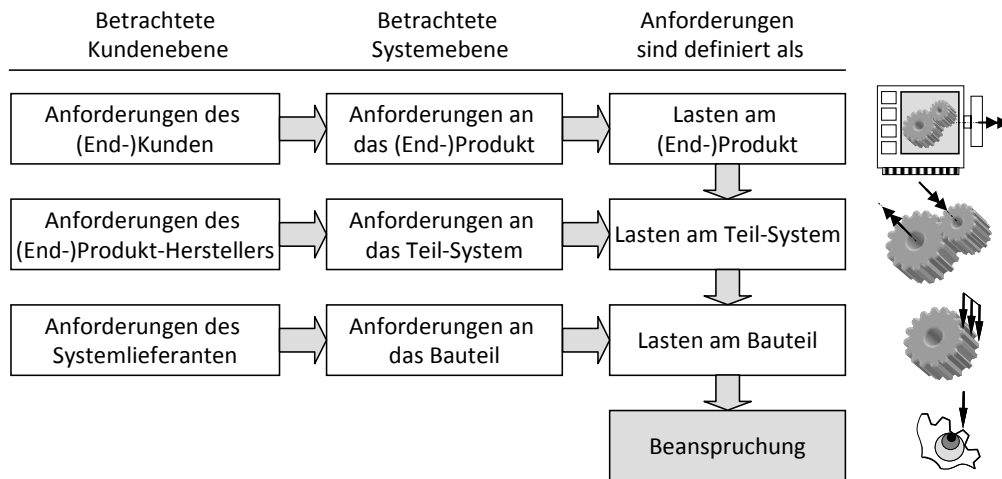 Betrachtete
Kundenebene
Betrachtete
Systemebene
Anforderungen
sind definiert als
Anforderungen des
(End-)Kunden
Anforderungen an
das (End-)Produkt
Lasten am
(End-)Produkt
Anforderungen des
(End-)Produkt-Herstellers
Anforderungen an
das Teil-System
Lasten am Teil-System
Anforderungen des
Systemlieferanten
Anforderungen an
das Bauteil
Lasten am Bauteil
Beanspruchung